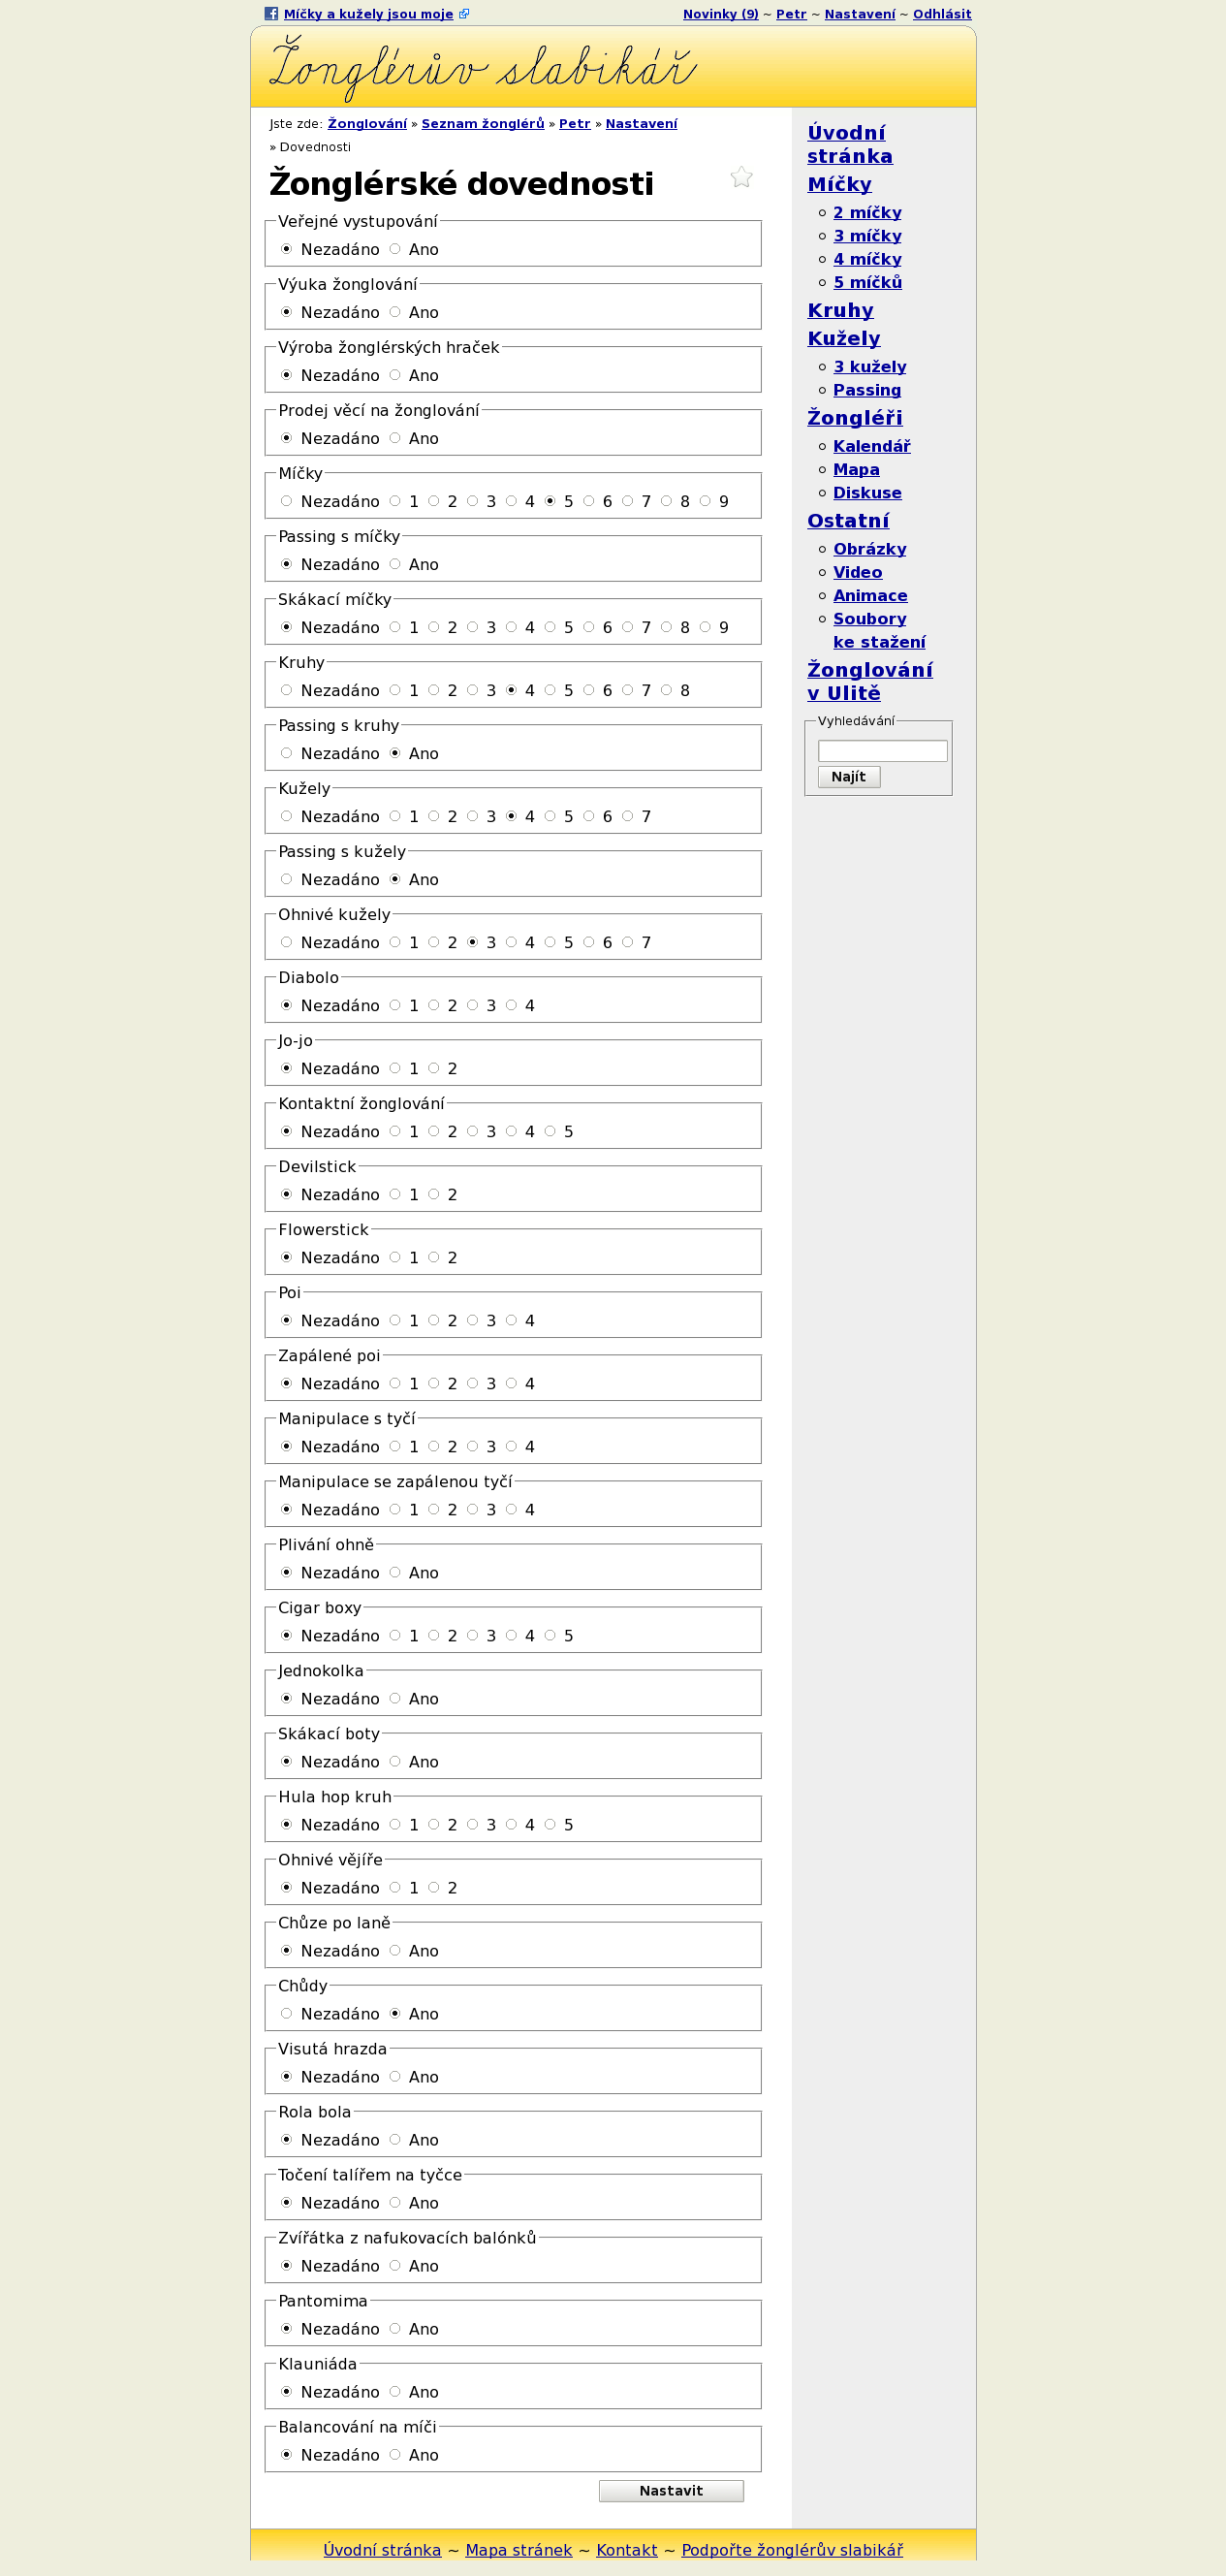 Míčky a kužely jsou moje
Novinky (9) ~ Petr ~ Nastavení ~ Odhlásit
Žonglérův slabikář
Jste zde: Žonglování » Seznam žonglérů » Petr » Nastavení
» Dovednosti
Žonglérské dovednosti
Veřejné vystupování
Nezadáno Ano
Výuka žonglování
Nezadáno Ano
Výroba žonglérských hraček
Nezadáno Ano
Prodej věcí na žonglování
Nezadáno Ano
Míčky
Nezadáno 1 2 3 4 5 6 7 8 9
Passing s míčky
Nezadáno Ano
Skákací míčky
Nezadáno 1 2 3 4 5 6 7 8 9
Kruhy
Nezadáno 1 2 3 4 5 6 7 8
Passing s kruhy
Nezadáno Ano
Kužely
Nezadáno 1 2 3 4 5 6 7
Passing s kužely
Nezadáno Ano
Ohnivé kužely
Nezadáno 1 2 3 4 5 6 7
Diabolo
Nezadáno 1 2 3 4
Jo-jo
Nezadáno 1 2
Kontaktní žonglování
Nezadáno 1 2 3 4 5
Devilstick
Nezadáno 1 2
Flowerstick
Nezadáno 1 2
Poi
Nezadáno 1 2 3 4
Zapálené poi
Nezadáno 1 2 3 4
Manipulace s tyčí
Nezadáno 1 2 3 4
Manipulace se zapálenou tyčí
Nezadáno 1 2 3 4
Plivání ohně
Nezadáno Ano
Cigar boxy
Nezadáno 1 2 3 4 5
Jednokolka
Nezadáno Ano
Skákací boty
Nezadáno Ano
Hula hop kruh
Nezadáno 1 2 3 4 5
Ohnivé vějíře
Nezadáno 1 2
Chůze po laně
Nezadáno Ano
Chůdy
Nezadáno Ano
Visutá hrazda
Nezadáno Ano
Rola bola
Nezadáno Ano
Točení talířem na tyčce
Nezadáno Ano
Zvířátka z nafukovacích balónků
Nezadáno Ano
Pantomima
Nezadáno Ano
Klauniáda
Nezadáno Ano
Balancování na míči
Nezadáno Ano
Nastavit
Úvodní
stránka
Míčky
2 míčky
3 míčky
4 míčky
5 míčků
Kruhy
Kužely
3 kužely
Passing
Žongléři
Kalendář
Mapa
Diskuse
Ostatní
Obrázky
Video
Animace
Soubory
ke stažení
Žonglování
v Ulitě
Vyhledávání
Najít
Úvodní stránka ~ Mapa stránek ~ Kontakt ~ Podpořte žonglérův slabikář